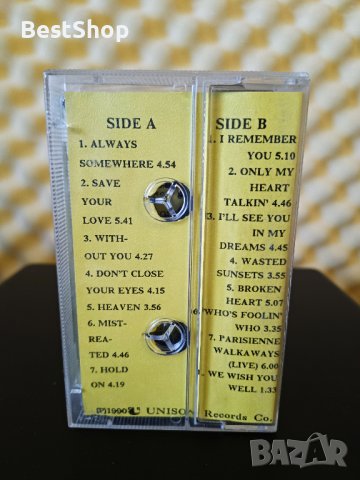 BestShop
SIDE A
1. ALWAYS
SOMEWHERE 4.54
2. SAVE
YOUR
LOVE 5.41
3. WITH-
OUT YOU 4.27
4. DON'T CLOSE
YOUR EYES 4.15
5. HEAVEN 3.56
6. MIST-
REA-
TED 4.46
7. HOLD
ON 4.19
SIDE B
1. I REMEMBER
YOU 5.10
2. ONLY MY
HEART
TALKIN' 4.46
3. I'LL SEE YOU
IN MY
DREAMS 4.45
4. WASTED
SUNSETS 3.55
5. BROKEN
HEART 5.07
6 WHO'S FOOLIN'
WHO 3.35
7. PARISIENNE
WALKAWAYS
(LIVE) 6.00
. WE WISH YOU
WELL 1.33
℗1990 UNISON Records Co.
BAZAR
bg